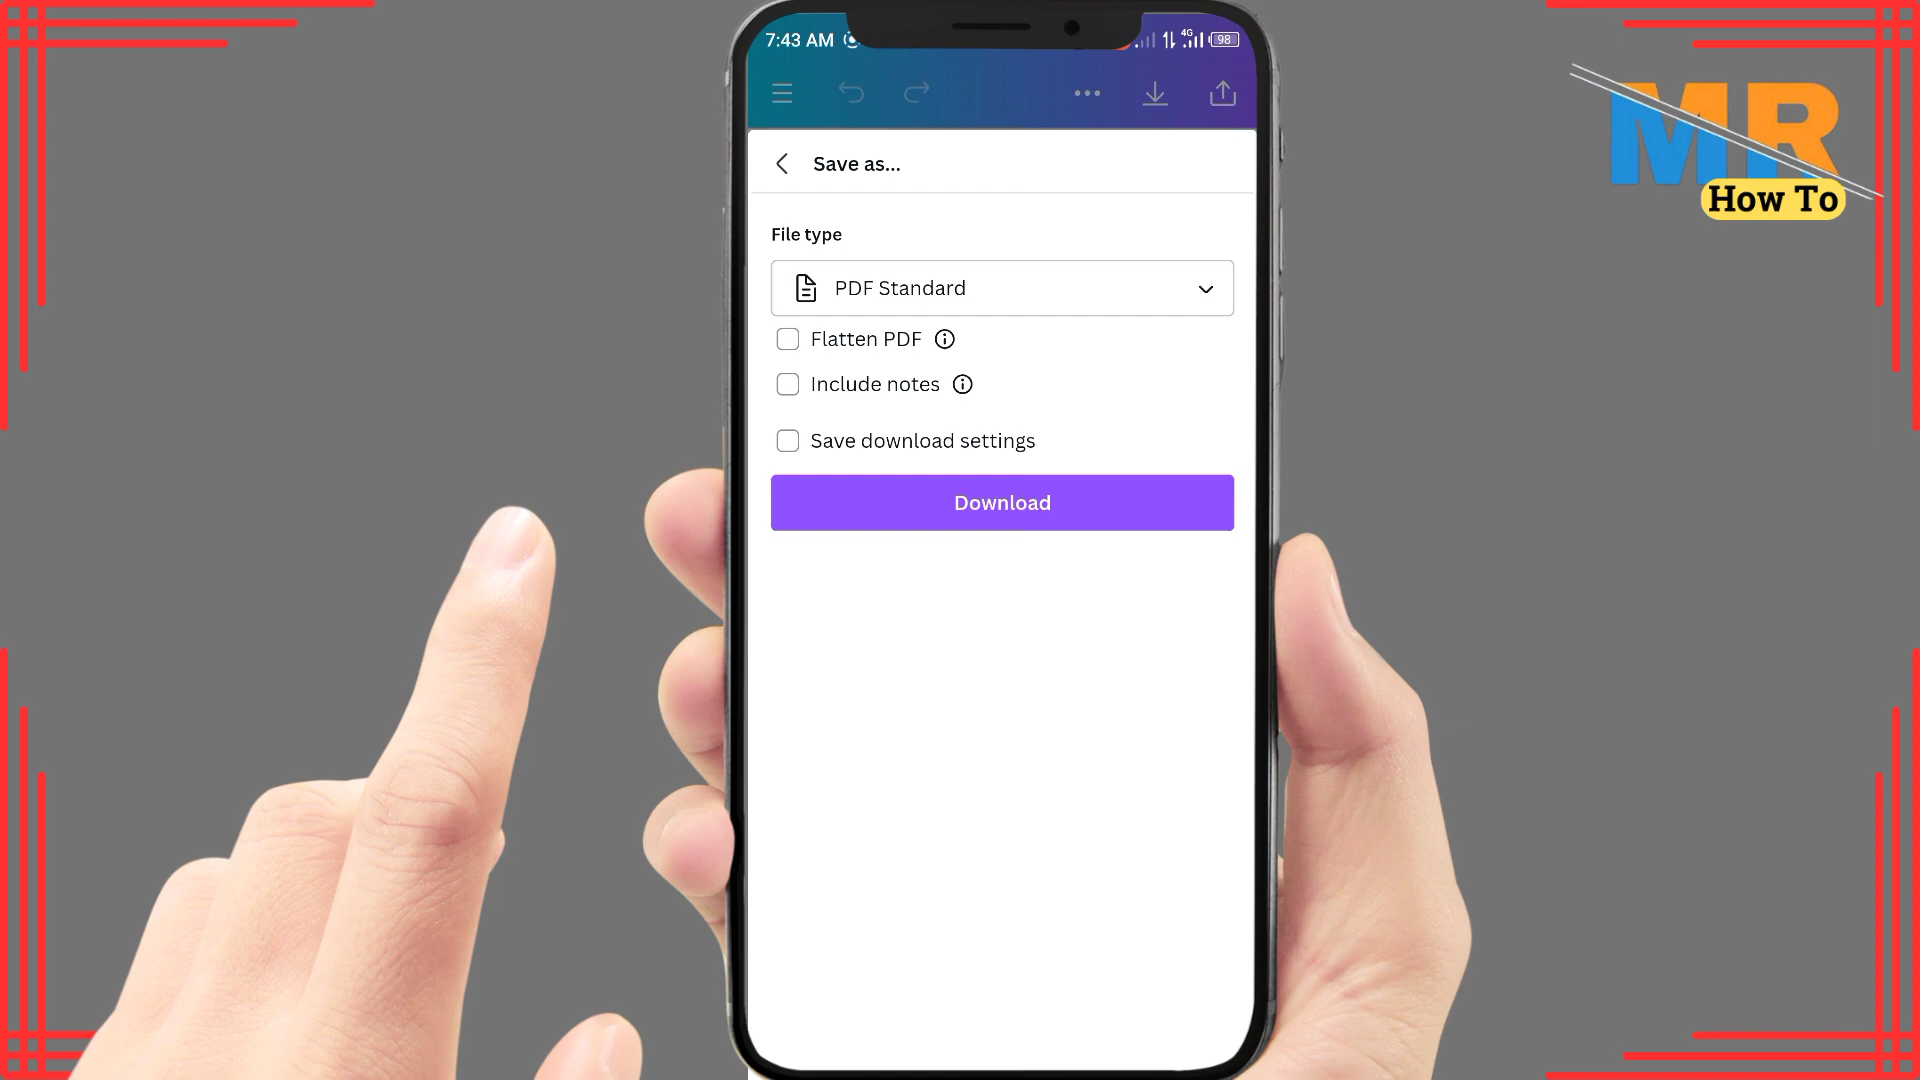 7:43 AM
4G
98
MR
How To
Save as...
File type
PDF Standard
Flatten PDF
Include notes
Save download settings
Download